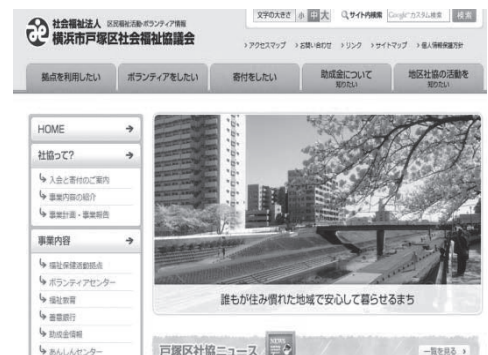 社会福祉法人 区民福祉活動・ボランティア情報
横浜市戸塚区社会福祉協議会
文字の大きさ 小 中 大
サイト内検索 Google カスタム検索 検索
アクセスマップ お問い合わせ リンク サイトマップ 個人情報保護方針
拠点を利用したい
ボランティアをしたい
寄付をしたい
助成金について
知りたい
地区社協の活動を
知りたい
HOME
社協って?
入会と寄付のご案内
事業内容の紹介
事業計画・事業報告
事業内容
福祉保健活動拠点
ボランティアセンター
福祉教育
善意銀行
助成金情報
あんしんセンター
誰もが住み慣れた地域で安心して暮らせるまち
戸塚区社協ニュース
NEWS
一覧を見る